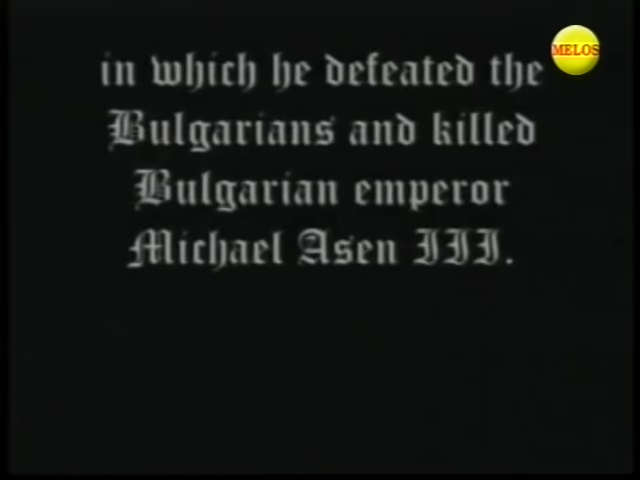 MELOS
in which he defeated the
Bulgarians and killed
Bulgarian emperor
Michael Asen III.